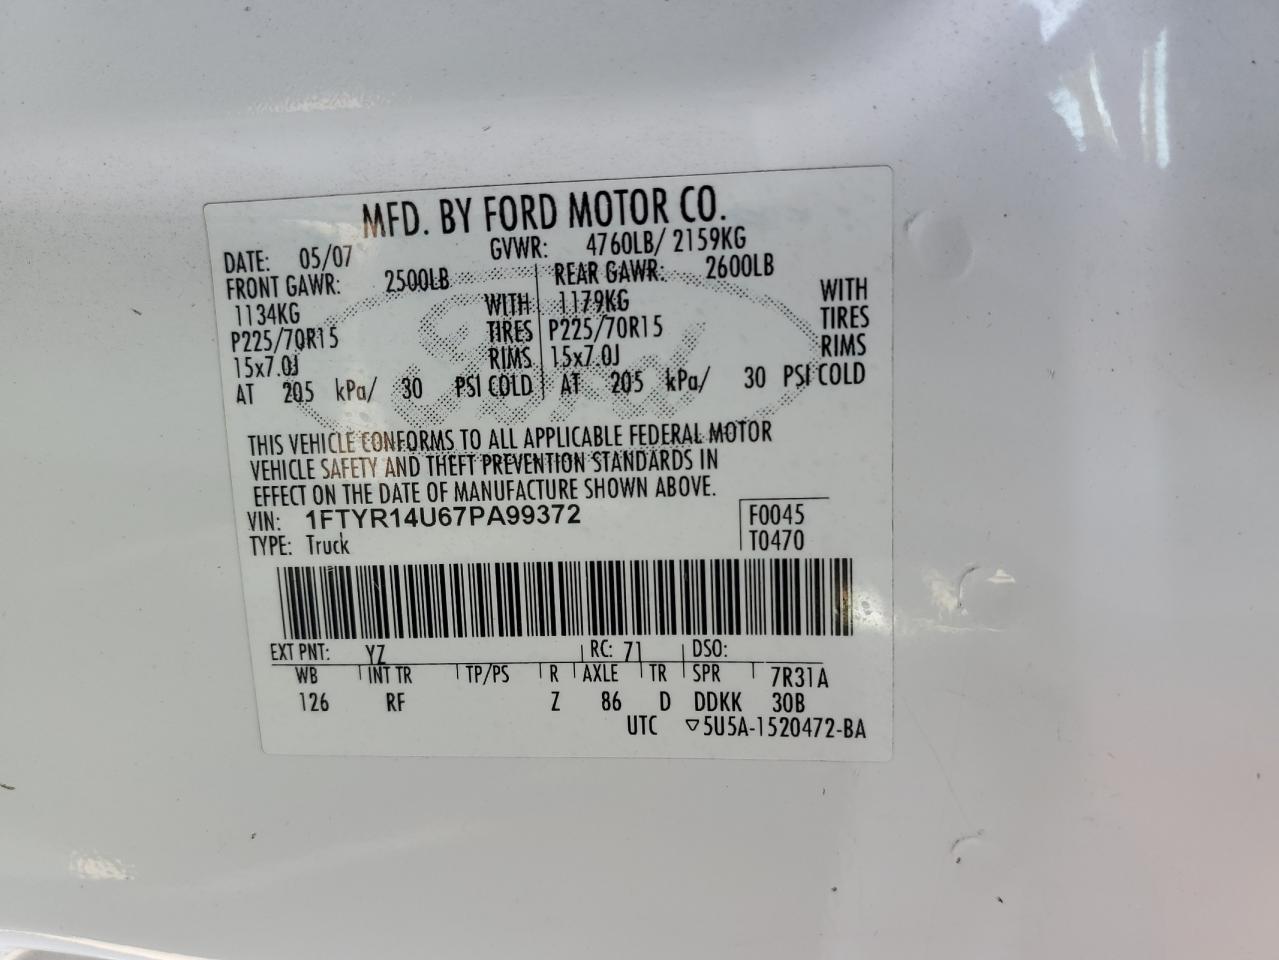 MFD. BY FORD MOTOR CO.
DATE: 05/07 GVWR: 4760LB/ 2159KG
FRONT GAWR: 2500LB REAR GAWR: 2600LB
1134KG WITH 1179KG WITH
P225/70R15 TIRES P225/70R15 TIRES
15x7.0J RIMS 15x7.0J RIMS
AT 205 kPa/ 30 PSI COLD AT 205 kPa/ 30 PSI COLD
Ford
THIS VEHICLE CONFORMS TO ALL APPLICABLE FEDERAL MOTOR
VEHICLE SAFETY AND THEFT PREVENTION STANDARDS IN
EFFECT ON THE DATE OF MANUFACTURE SHOWN ABOVE.
VIN: 1FTYR14U67PA99372 F0045
TYPE: Truck T0470
EXT PNT: YZ RC: 71 DSO:
WB INT TR TP/PS R AXLE TR SPR 7R31A
126 RF Z 86 D DDKK 30B
UTC ▽5U5A-1520472-BA